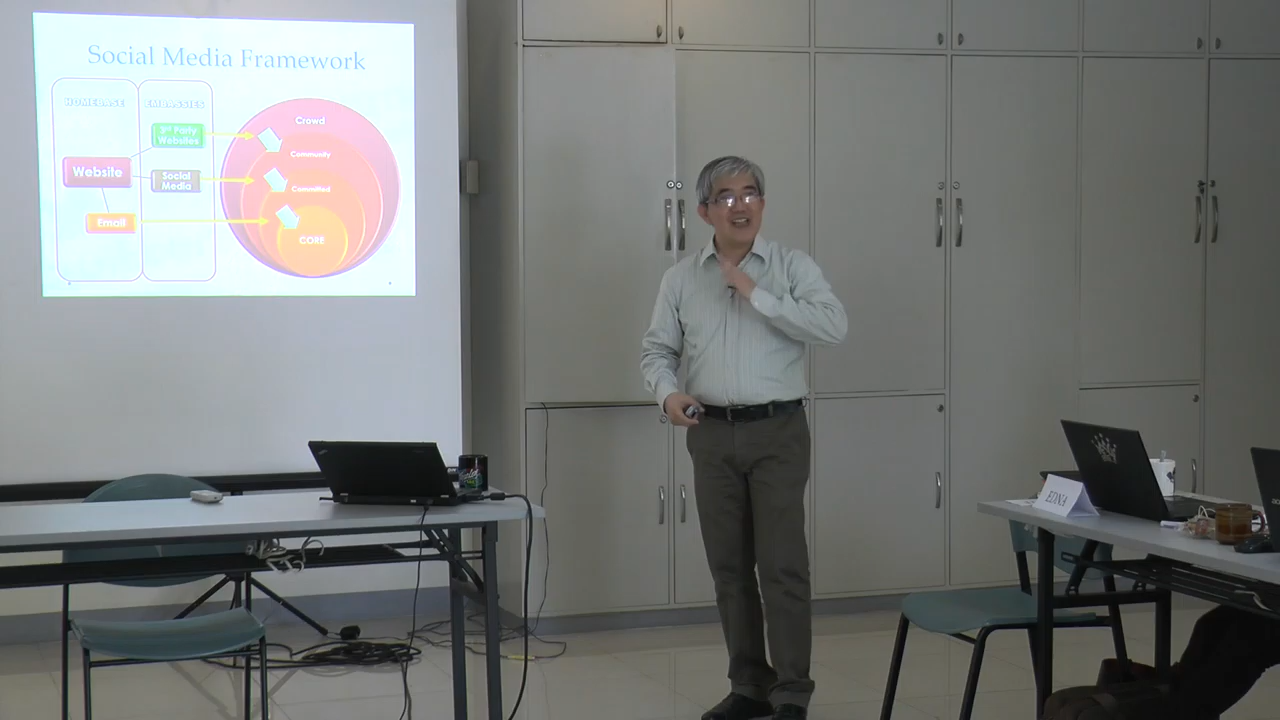 Social Media Framework
HOMEBASE
EMBASSIES
3rd Party
Websites
Website
Social
Media
Email
Crowd
Community
Committed
CORE
EDNA